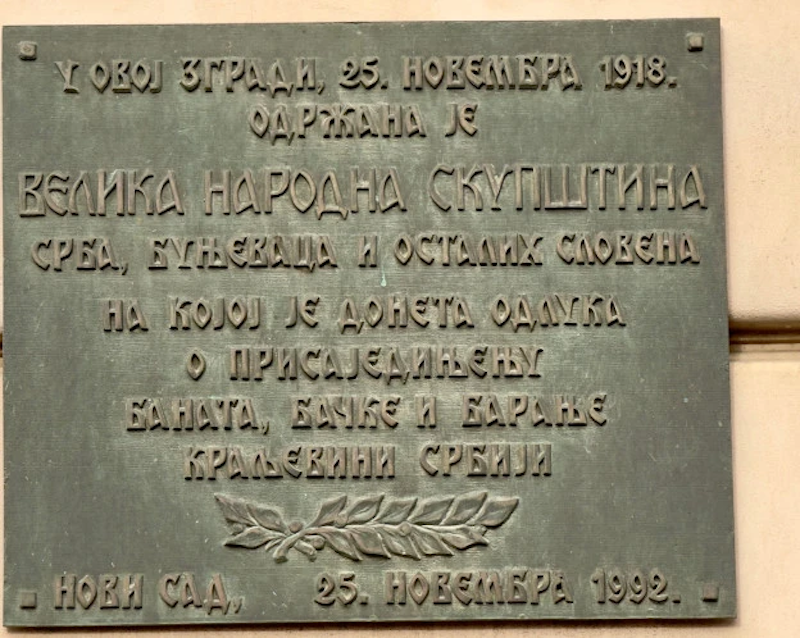 У ОВОЈ ЗГРАДИ, 25. НОВЕМБРА 1918.
ОДРЖАНА ЈЕ
ВЕЛИКА НАРОДНА СКУПШТИНА
СРБА, БУЊЕВАЦА И ОСТАЛИХ СЛОВЕНА
НА КОЈОЈ ЈЕ ДОНЕТА ОДЛУКА
О ПРИСАЈЕДИЊЕЊУ
БАНАТА, БАЧКЕ И БАРАЊЕ
КРАЉЕВИНИ СРБИЈИ
НОВИ САД, 25. НОВЕМБРА 1992.